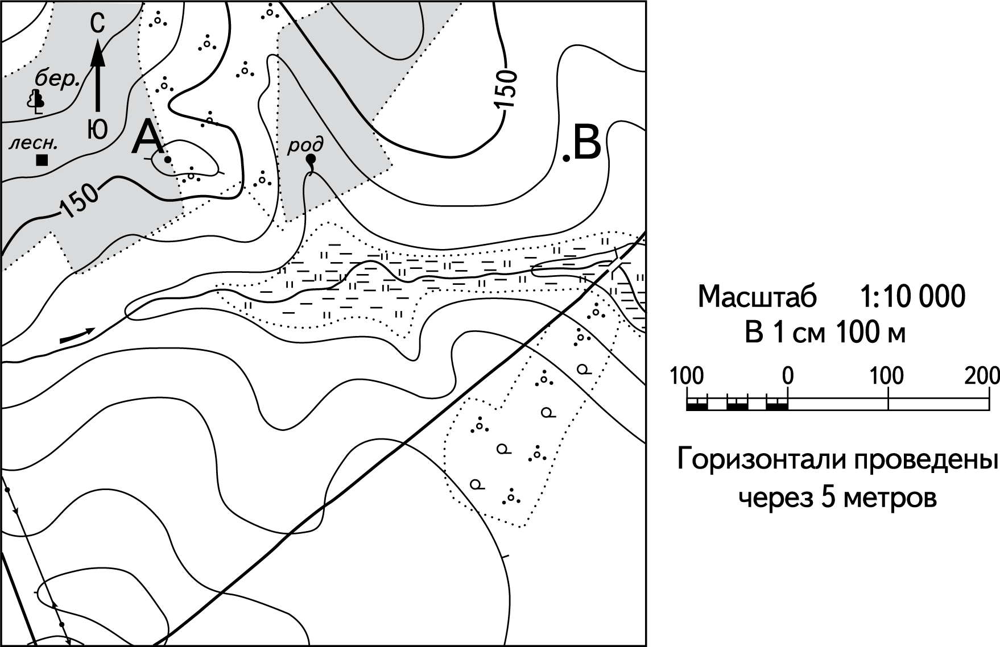 С
бер.
Ю
А
лесн.
род
В
150
150
Масштаб 1:10 000
В 1 см 100 м
100 0 100 200
Горизонтали проведены
через 5 метров